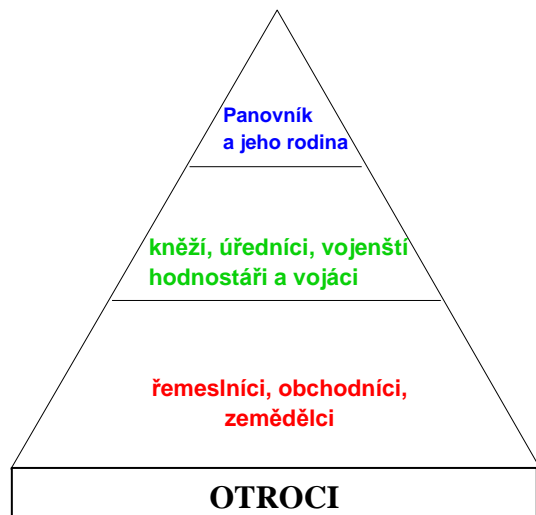 Panovník
a jeho rodina
kněží, úředníci, vojenští
hodnostáři a vojáci
řemeslníci, obchodníci,
zemědělci
OTROCI